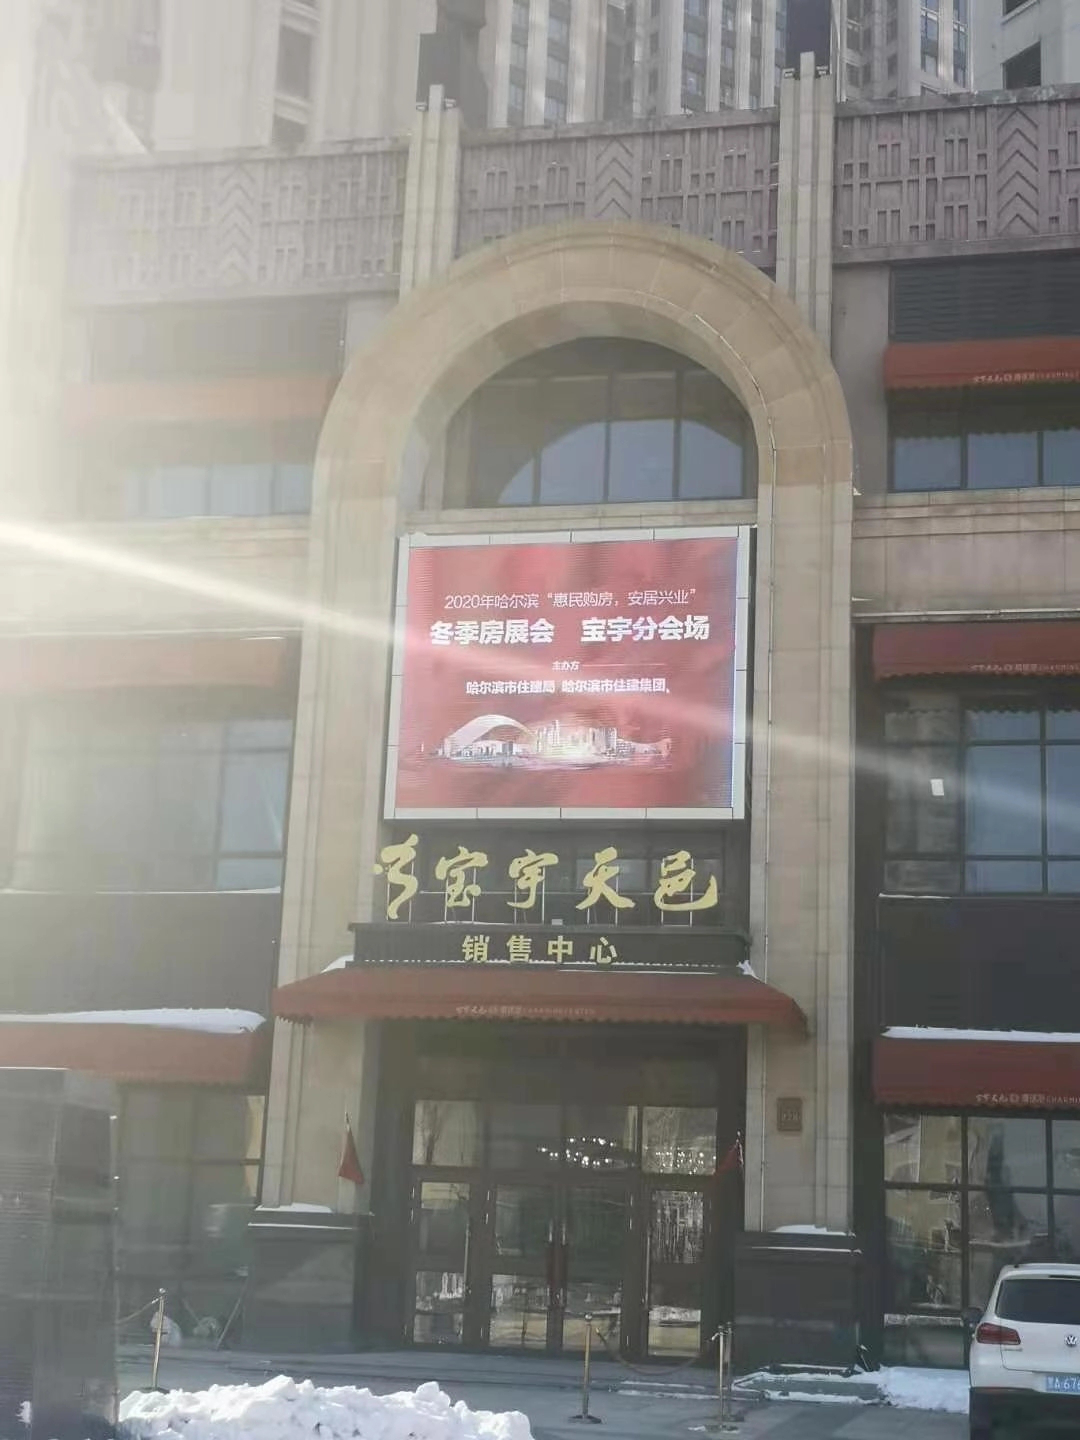 2020年哈尔滨“惠民购房，安居兴业”
冬季房展会 宝宇分会场
主办方
哈尔滨市住建局 哈尔滨市住建集团、
宝宇天邑
销售中心